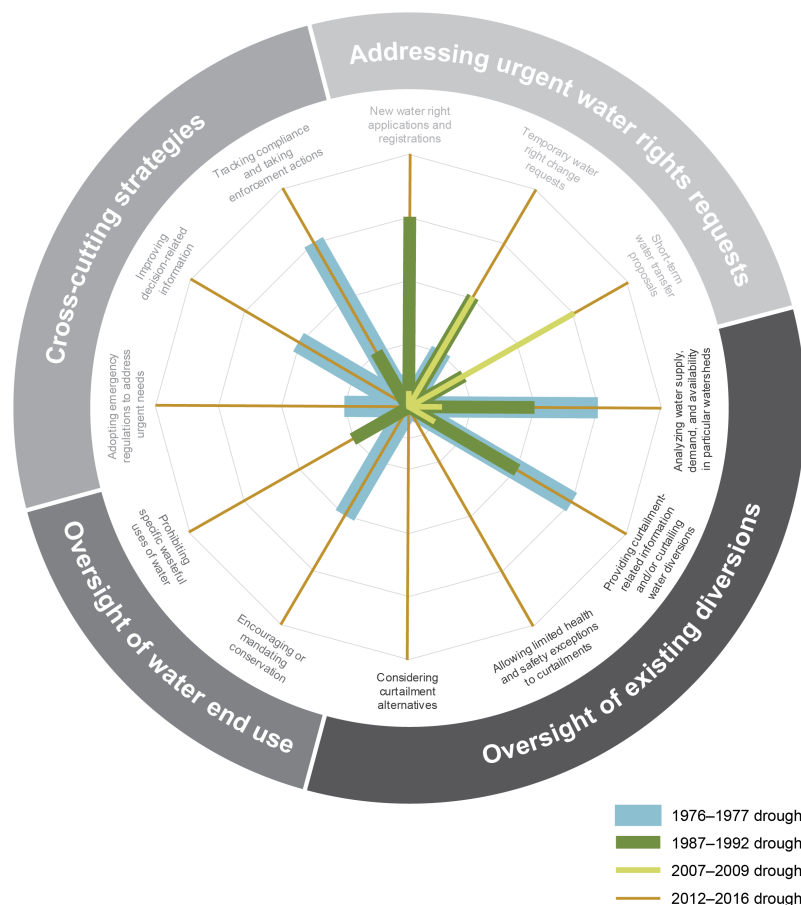 Addressing urgent water rights requests
Cross-cutting strategies
New water right
applications and
registrations
Temporary water
right change
requests
Short-term
water transfer
proposals
Analyzing water supply,
demand, and availability
in particular watersheds
Providing curtailment-
related information
and/or curtailing
water diversions
Allowing limited health
and safety exceptions
to curtailments
Considering
curtailment
alternatives
Encouraging or
mandating
conservation
Prohibiting
specific wasteful
uses of water
Adopting emergency
regulations to address
urgent needs
Improving
decision-related
information
Tracking compliance
and taking
enforcement actions
Oversight of existing diversions
Oversight of water end use
1976–1977 drough
1987–1992 drough
2007–2009 drough
2012–2016 drough